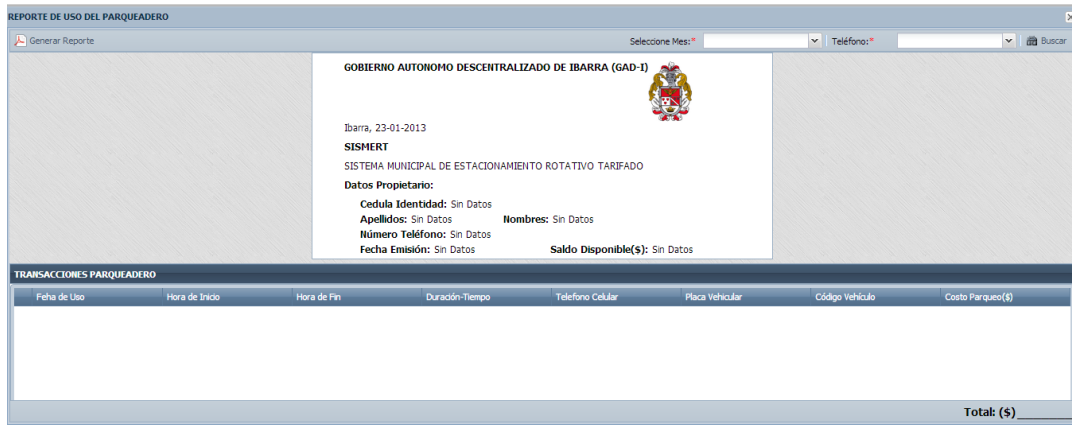 REPORTE DE USO DEL PARQUEADERO
Generar Reporte Seleccione Mes:* Teléfono:* Buscar
GOBIERNO AUTONOMO DESCENTRALIZADO DE IBARRA (GAD-I)
Ibarra, 23-01-2013
SISMERT
SISTEMA MUNICIPAL DE ESTACIONAMIENTO ROTATIVO TARIFADO
Datos Propietario:
Cedula Identidad: Sin Datos
Apellidos: Sin Datos Nombres: Sin Datos
Número Teléfono: Sin Datos
Fecha Emisión: Sin Datos Saldo Disponible($): Sin Datos
TRANSACCIONES PARQUEADERO
Feha de Uso Hora de Inicio Hora de Fin Duración-Tiempo Telefono Celular Placa Vehicular Código Vehículo Costo Parqueo($)
Total: ($)________